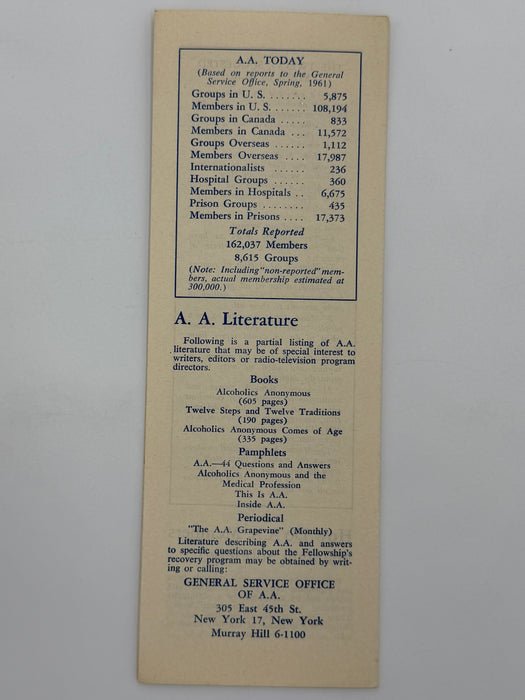 A.A. TODAY
(Based on reports to the General
Service Office, Spring, 1961)
Groups in U. S. ....... 5,875
Members in U. S. ...... 108,194
Groups in Canada ..... 833
Members in Canada ... 11,572
Groups Overseas ...... 1,112
Members Overseas .... 17,987
Internationalists ...... 236
Hospital Groups ...... 360
Members in Hospitals .. 6,675
Prison Groups ........ 435
Members in Prisons .... 17,373
Totals Reported
162,037 Members
8,615 Groups
(Note: Including "non-reported" mem-
bers, actual membership estimated at
300,000.)
A. A. Literature
Following is a partial listing of A.A.
literature that may be of special interest to
writers, editors or radio-television program
directors.
Books
Alcoholics Anonymous
(605 pages)
Twelve Steps and Twelve Traditions
(190 pages)
Alcoholics Anonymous Comes of Age
(335 pages)
Pamphlets
A.A.—44 Questions and Answers
Alcoholics Anonymous and the
Medical Profession
This Is A.A.
Inside A.A.
Periodical
"The A.A. Grapevine" (Monthly)
Literature describing A.A. and answers
to specific questions about the Fellowship's
recovery program may be obtained by writ-
ing or calling:
GENERAL SERVICE OFFICE
OF A.A.
305 East 45th St.
New York 17, New York
Murray Hill 6-1100